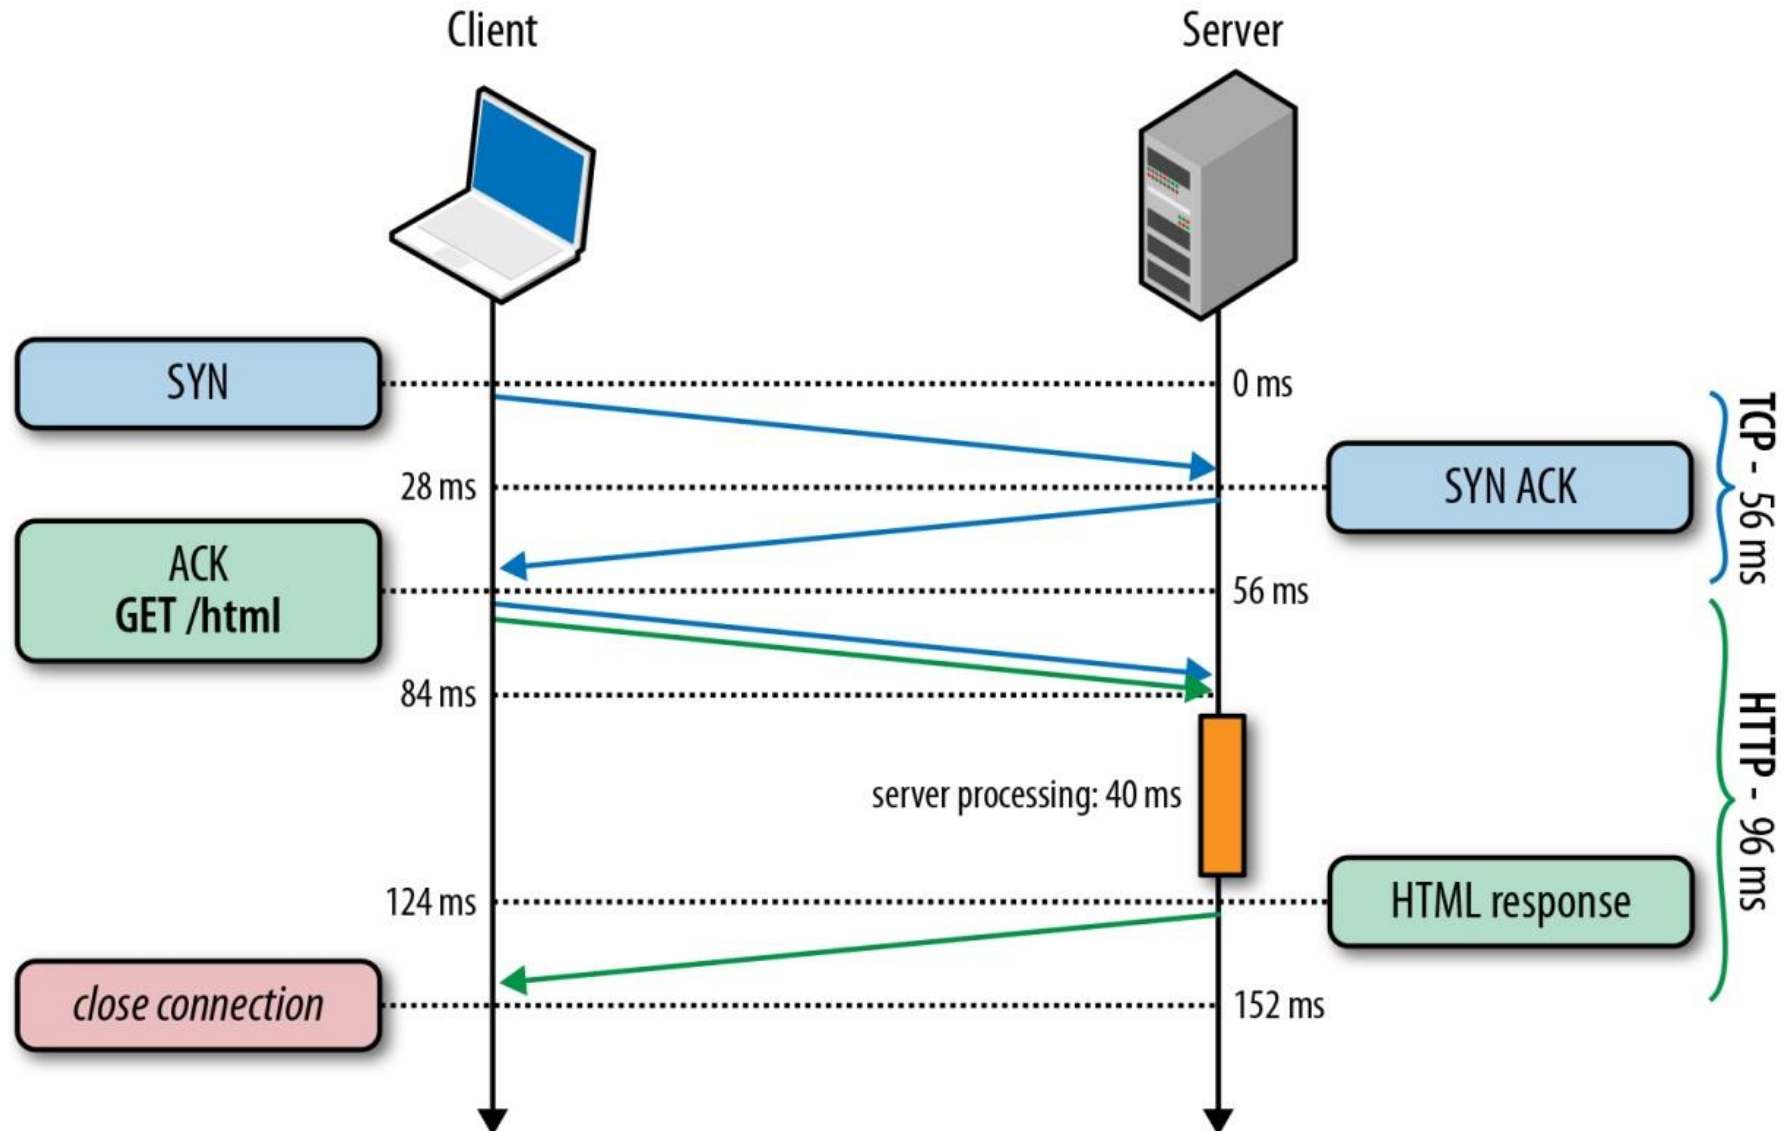 Client
Server
SYN
0 ms
TCP - 56 ms
28 ms
SYN ACK
ACK
GET /html
56 ms
84 ms
HTTP - 96 ms
server processing: 40 ms
124 ms
HTML response
close connection
152 ms